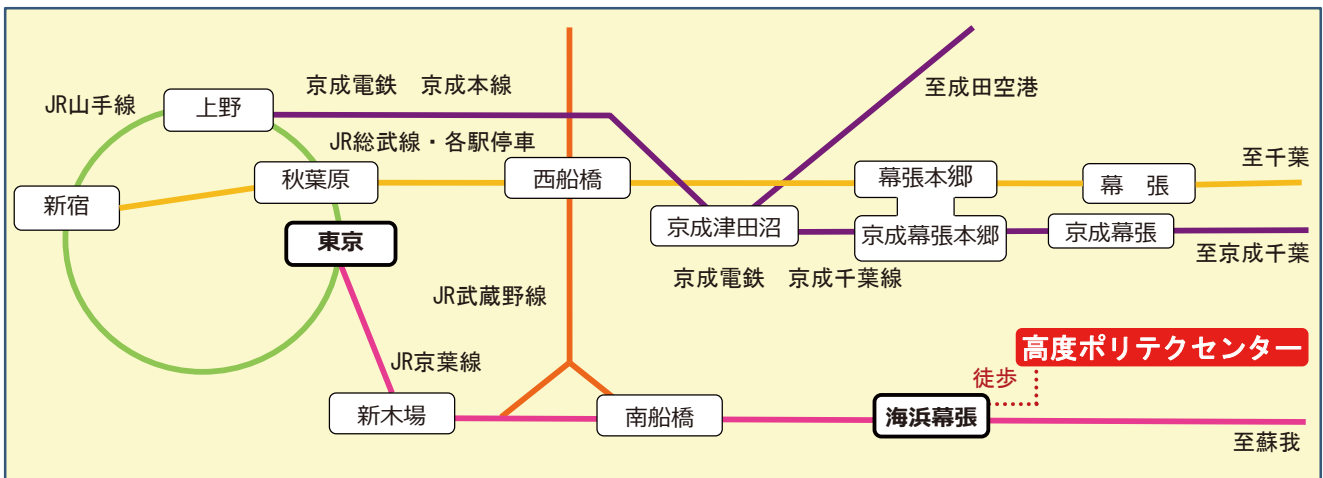 京成電鉄　京成本線
至成田空港
JR山手線
上野
JR総武線・各駅停車
至千葉
新宿
秋葉原
西船橋
幕張本郷
幕　張
東京
京成津田沼
京成幕張本郷
京成幕張
至京成千葉
京成電鉄　京成千葉線
JR武蔵野線
JR京葉線
高度ポリテクセンター
徒歩
新木場
南船橋
海浜幕張
至蘇我